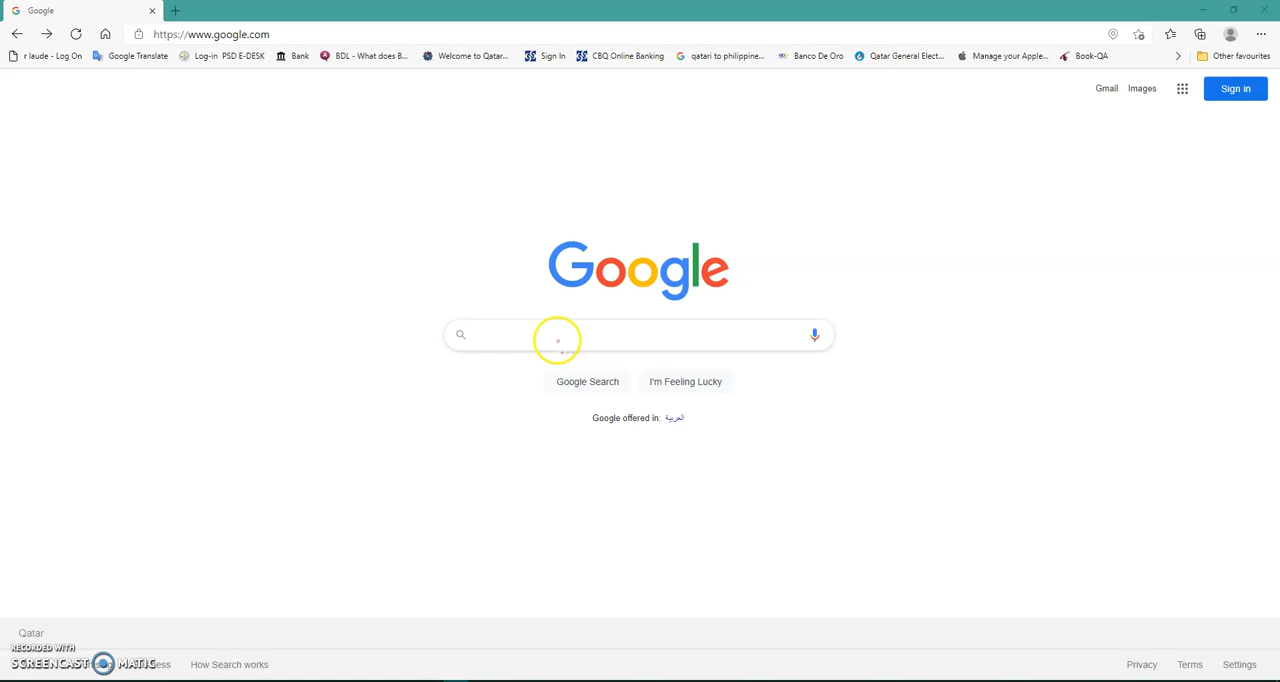 Google
https://www.google.com
r laude - Log On Google Translate Log-in PSD E-DESK Bank BDL - What does B... Welcome to Qatar... Sign In CBQ Online Banking qatari to philippine... Banco De Oro Qatar General Elect... Manage your Apple... Book-QA Other favourites
Gmail Images Sign in
Google
Google Search I'm Feeling Lucky
Google offered in: العربية
Qatar
RECORDED WITH
SCREENCAST MATIC
How Search works Privacy Terms Settings